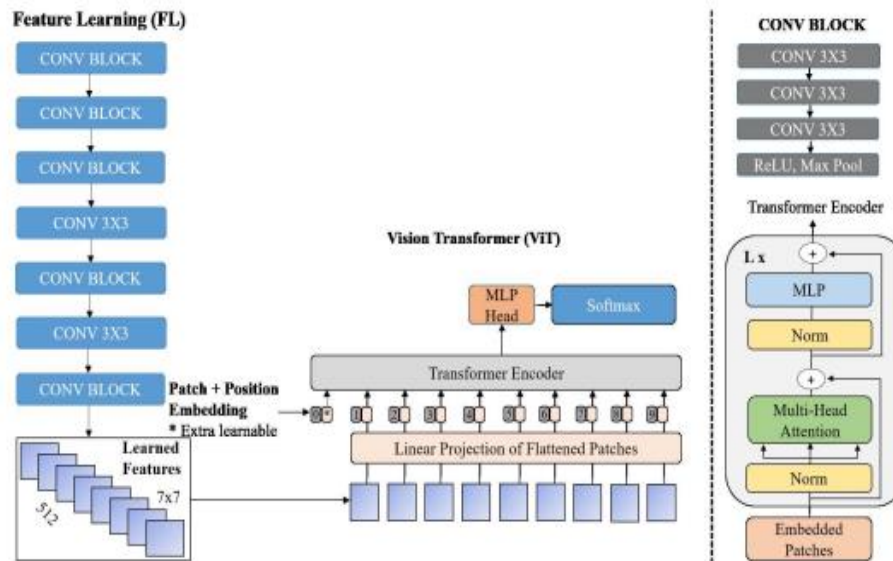 Feature Learning (FL)
CONV BLOCK
CONV BLOCK
CONV BLOCK
CONV 3X3
CONV BLOCK
CONV 3X3
CONV BLOCK
Learned
Features
7x7
512
Vision Transformer (ViT)
MLP
Head
Softmax
Transformer Encoder
Patch + Position
Embedding
* Extra learnable
0 *
1
2
3
4
5
6
7
8
9
Linear Projection of Flattened Patches
CONV BLOCK
CONV 3X3
CONV 3X3
CONV 3X3
ReLU, Max Pool
Transformer Encoder
L x
+
MLP
Norm
+
Multi-Head
Attention
Norm
Embedded
Patches